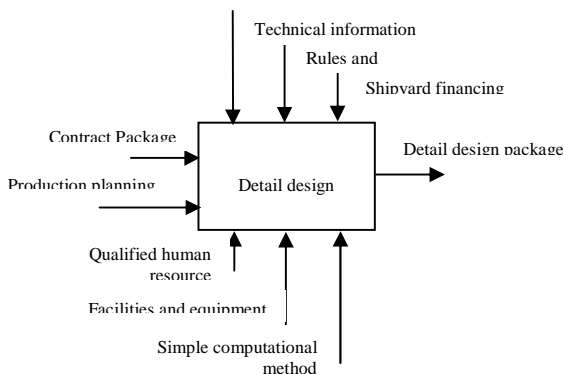 Technical information
Rules and
Shipyard financing
Contract Package
Detail design package
Production planning
Detail design
Qualified human
resource
Facilities and equipment
Simple computational
method